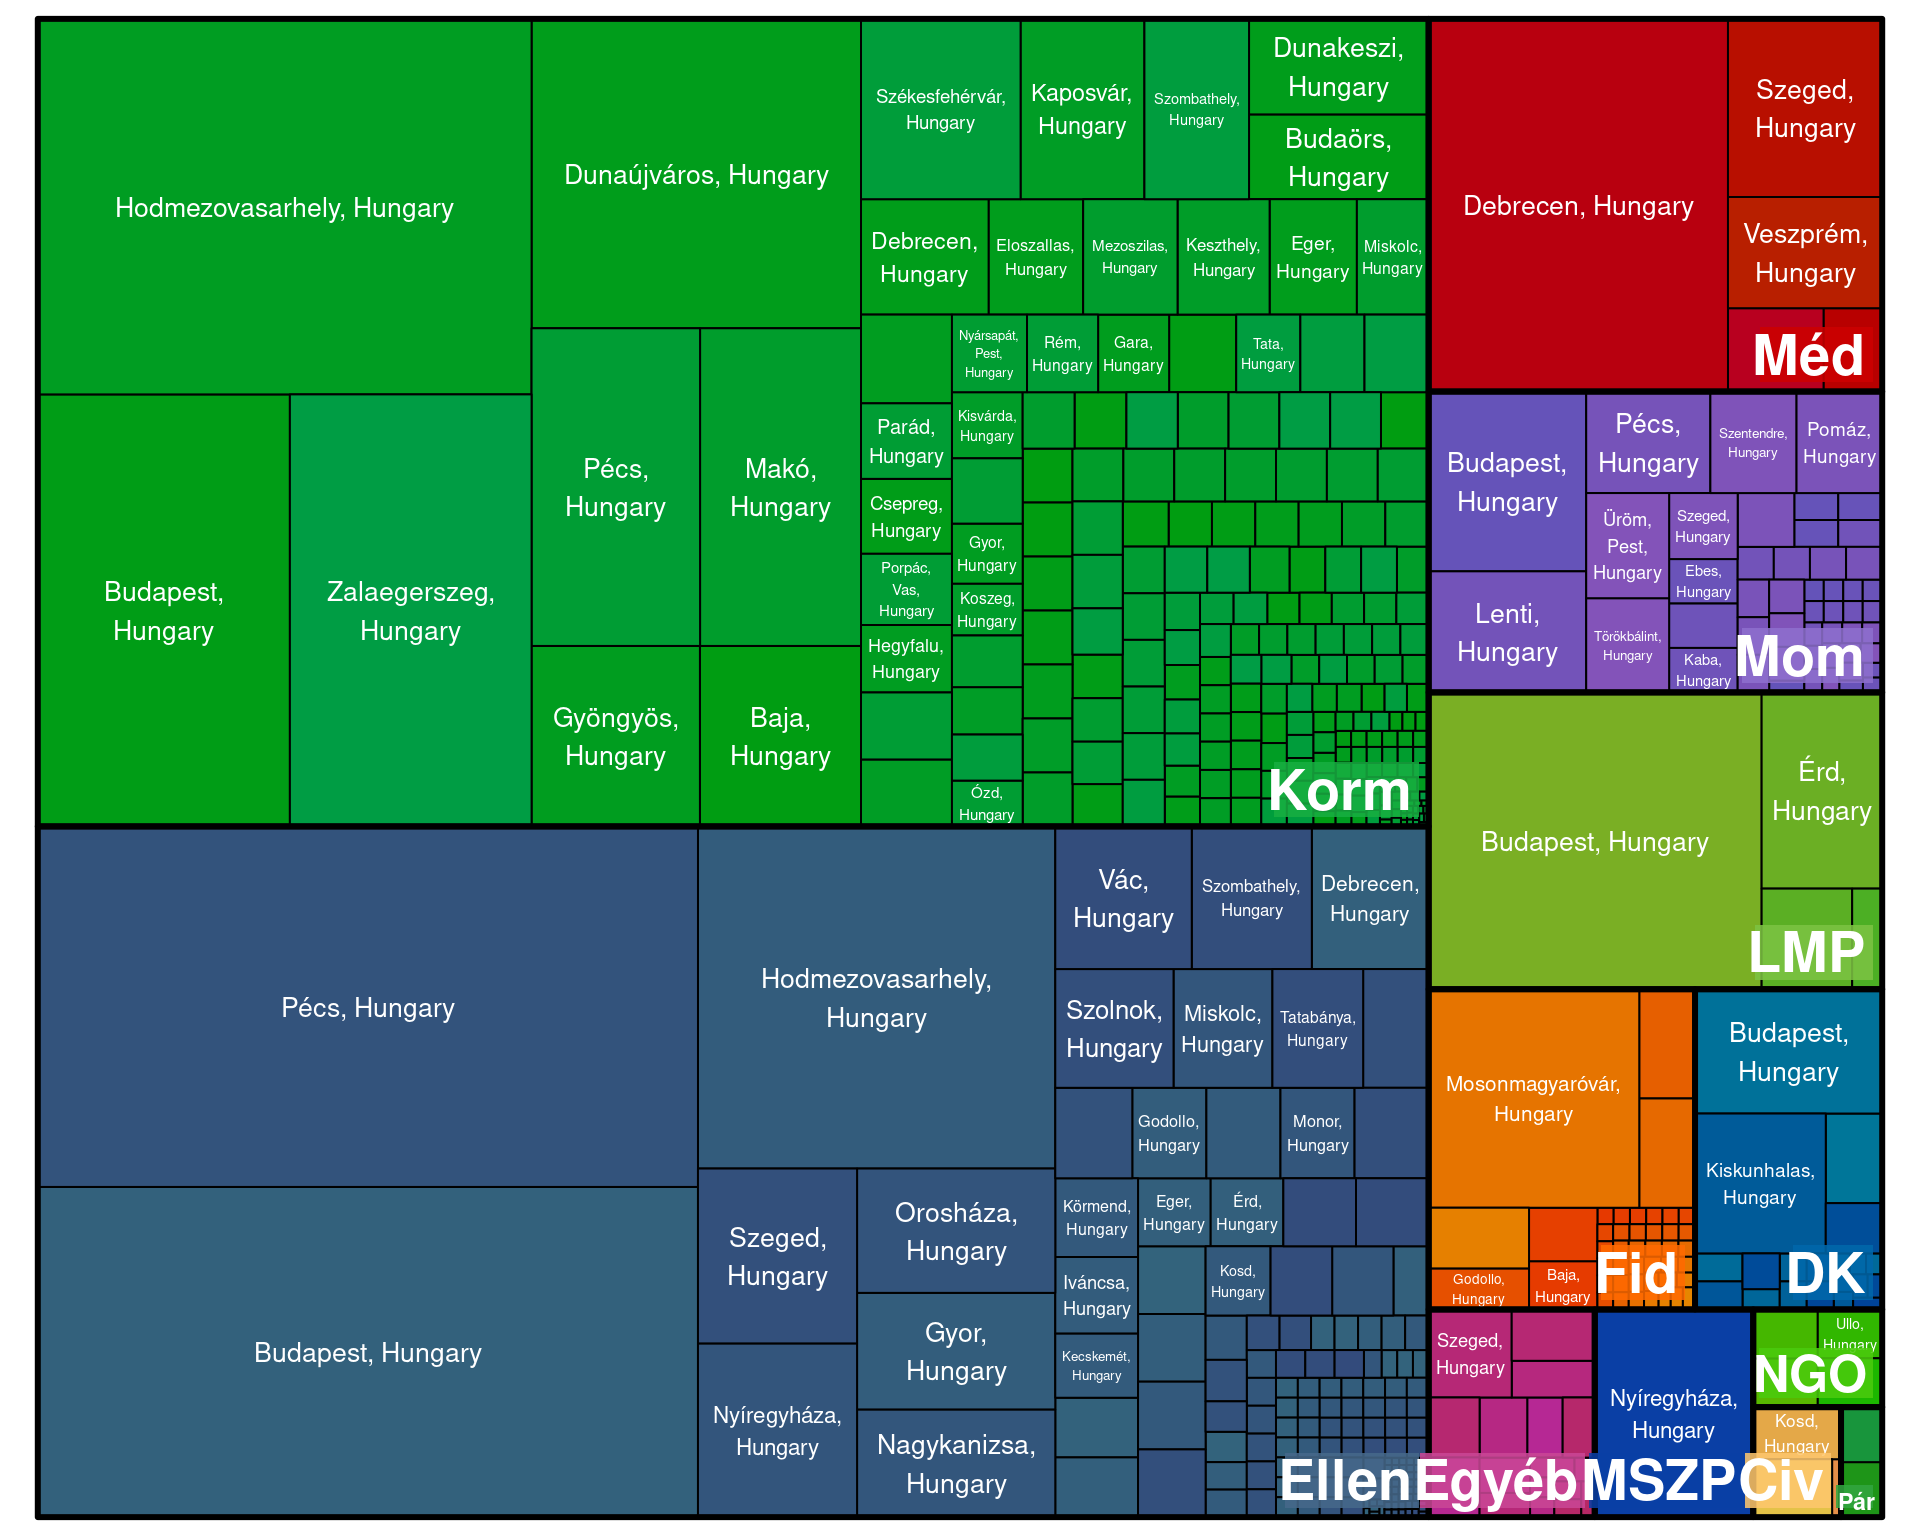 Hodmezovasarhely, Hungary
Budapest,
Hungary
Zalaegerszeg,
Hungary
Dunaújváros, Hungary
Pécs,
Hungary
Makó,
Hungary
Gyöngyös,
Hungary
Baja,
Hungary
Székesfehérvár,
Hungary
Kaposvár,
Hungary
Szombathely,
Hungary
Dunakeszi,
Hungary
Budaörs,
Hungary
Debrecen,
Hungary
Eloszallas,
Hungary
Mezoszilas,
Hungary
Keszthely,
Hungary
Eger,
Hungary
Miskolc,
Hungary
Nyársapát,
Pest,
Hungary
Rém,
Hungary
Gara,
Hungary
Tata,
Hungary
Parád,
Hungary
Kisvárda,
Hungary
Csepreg,
Hungary
Gyor,
Hungary
Porpác,
Vas,
Hungary
Koszeg,
Hungary
Hegyfalu,
Hungary
Ózd,
Hungary
Korm
Pécs, Hungary
Budapest, Hungary
Hodmezovasarhely,
Hungary
Szeged,
Hungary
Orosháza,
Hungary
Gyor,
Hungary
Nyíregyháza,
Hungary
Nagykanizsa,
Hungary
Vác,
Hungary
Szombathely,
Hungary
Debrecen,
Hungary
Szolnok,
Hungary
Miskolc,
Hungary
Tatabánya,
Hungary
Godollo,
Hungary
Monor,
Hungary
Körmend,
Hungary
Eger,
Hungary
Érd,
Hungary
Iváncsa,
Hungary
Kosd,
Hungary
Kecskemét,
Hungary
Ellen
Debrecen, Hungary
Szeged,
Hungary
Veszprém,
Hungary
Méd
Budapest,
Hungary
Lenti,
Hungary
Pécs,
Hungary
Szentendre,
Hungary
Pomáz,
Hungary
Üröm,
Pest,
Hungary
Szeged,
Hungary
Ebes,
Hungary
Törökbálint,
Hungary
Kaba,
Hungary
Mom
Budapest, Hungary
Érd,
Hungary
LMP
Mosonmagyaróvár,
Hungary
Godollo,
Hungary
Baja,
Hungary
Fid
Budapest,
Hungary
Kiskunhalas,
Hungary
DK
Szeged,
Hungary
Egyéb
Nyíregyháza,
Hungary
MSZP
Ullo,
Hungary
NGO
Kosd,
Hungary
Civ
Pár